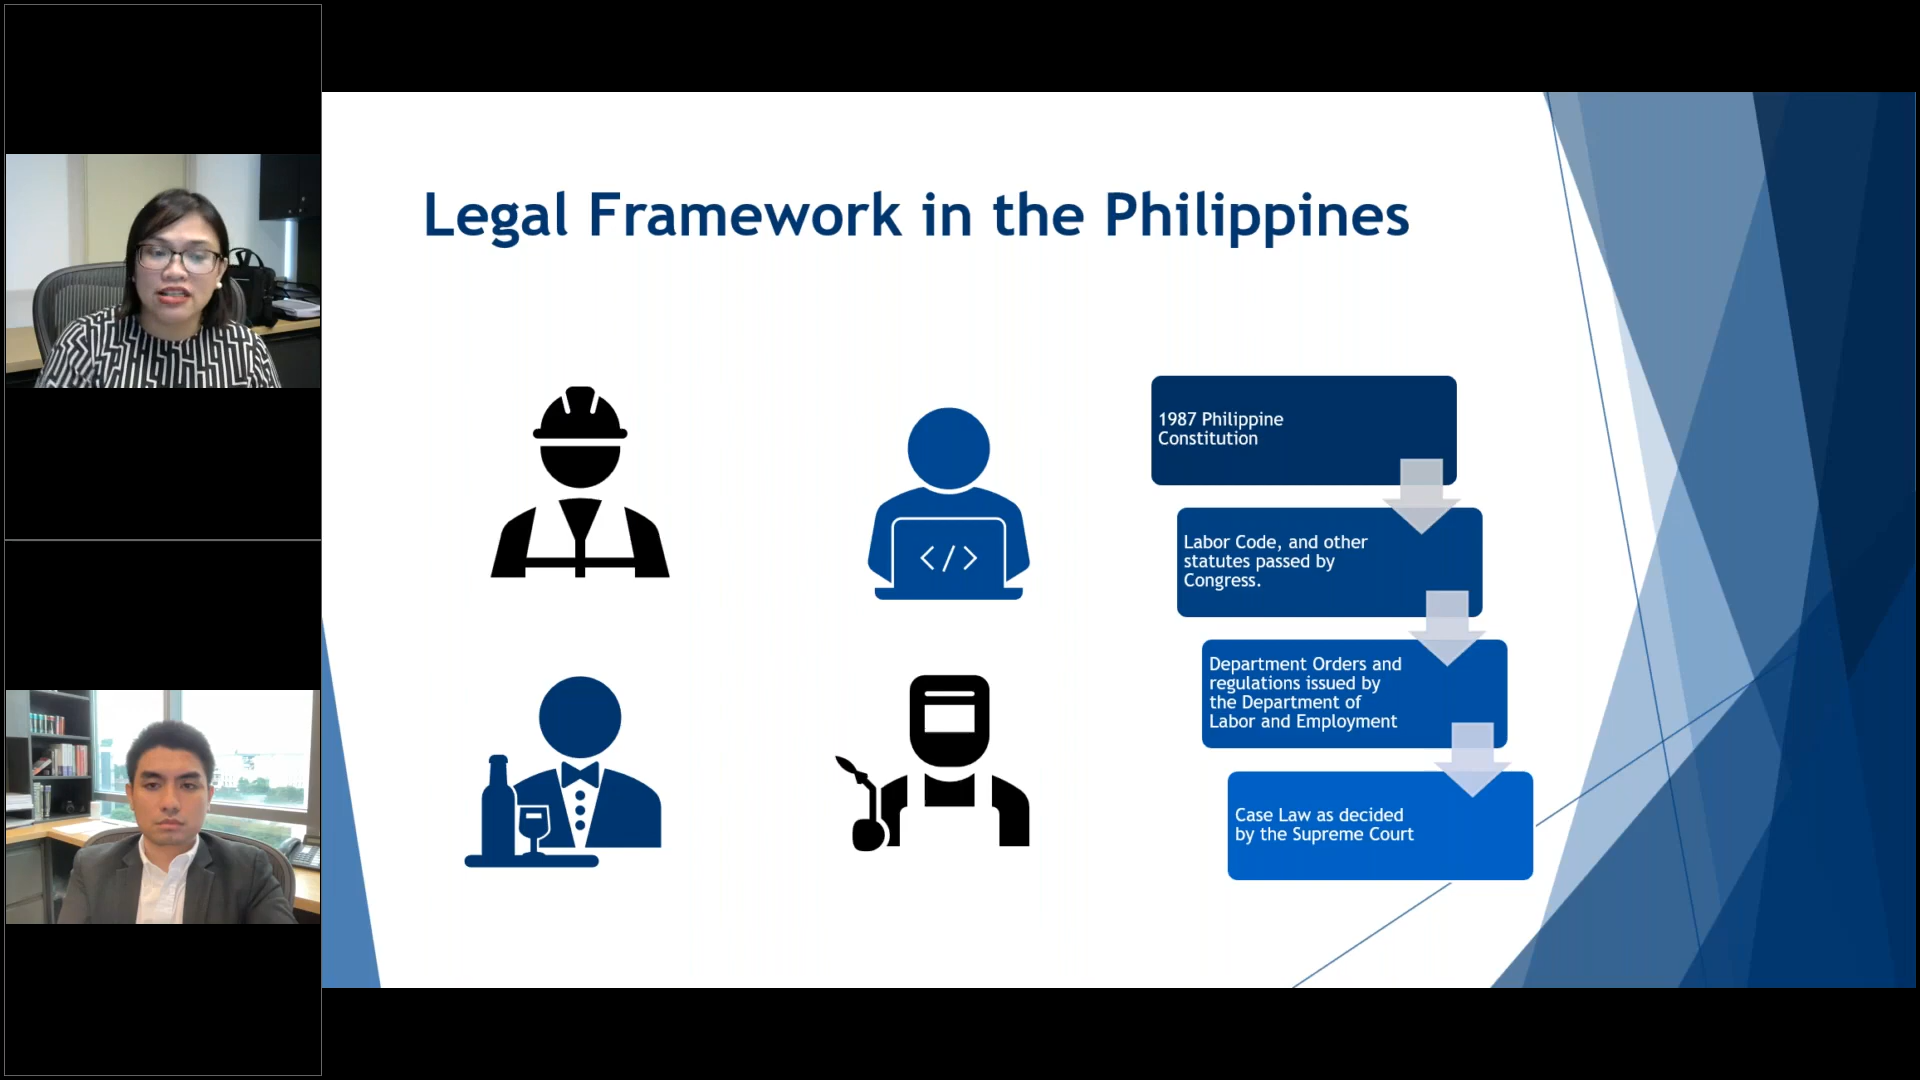 Legal Framework in the Philippines
1987 Philippine
Constitution
Labor Code, and other
statutes passed by
Congress.
Department Orders and
regulations issued by
the Department of
Labor and Employment
Case Law as decided
by the Supreme Court
</>